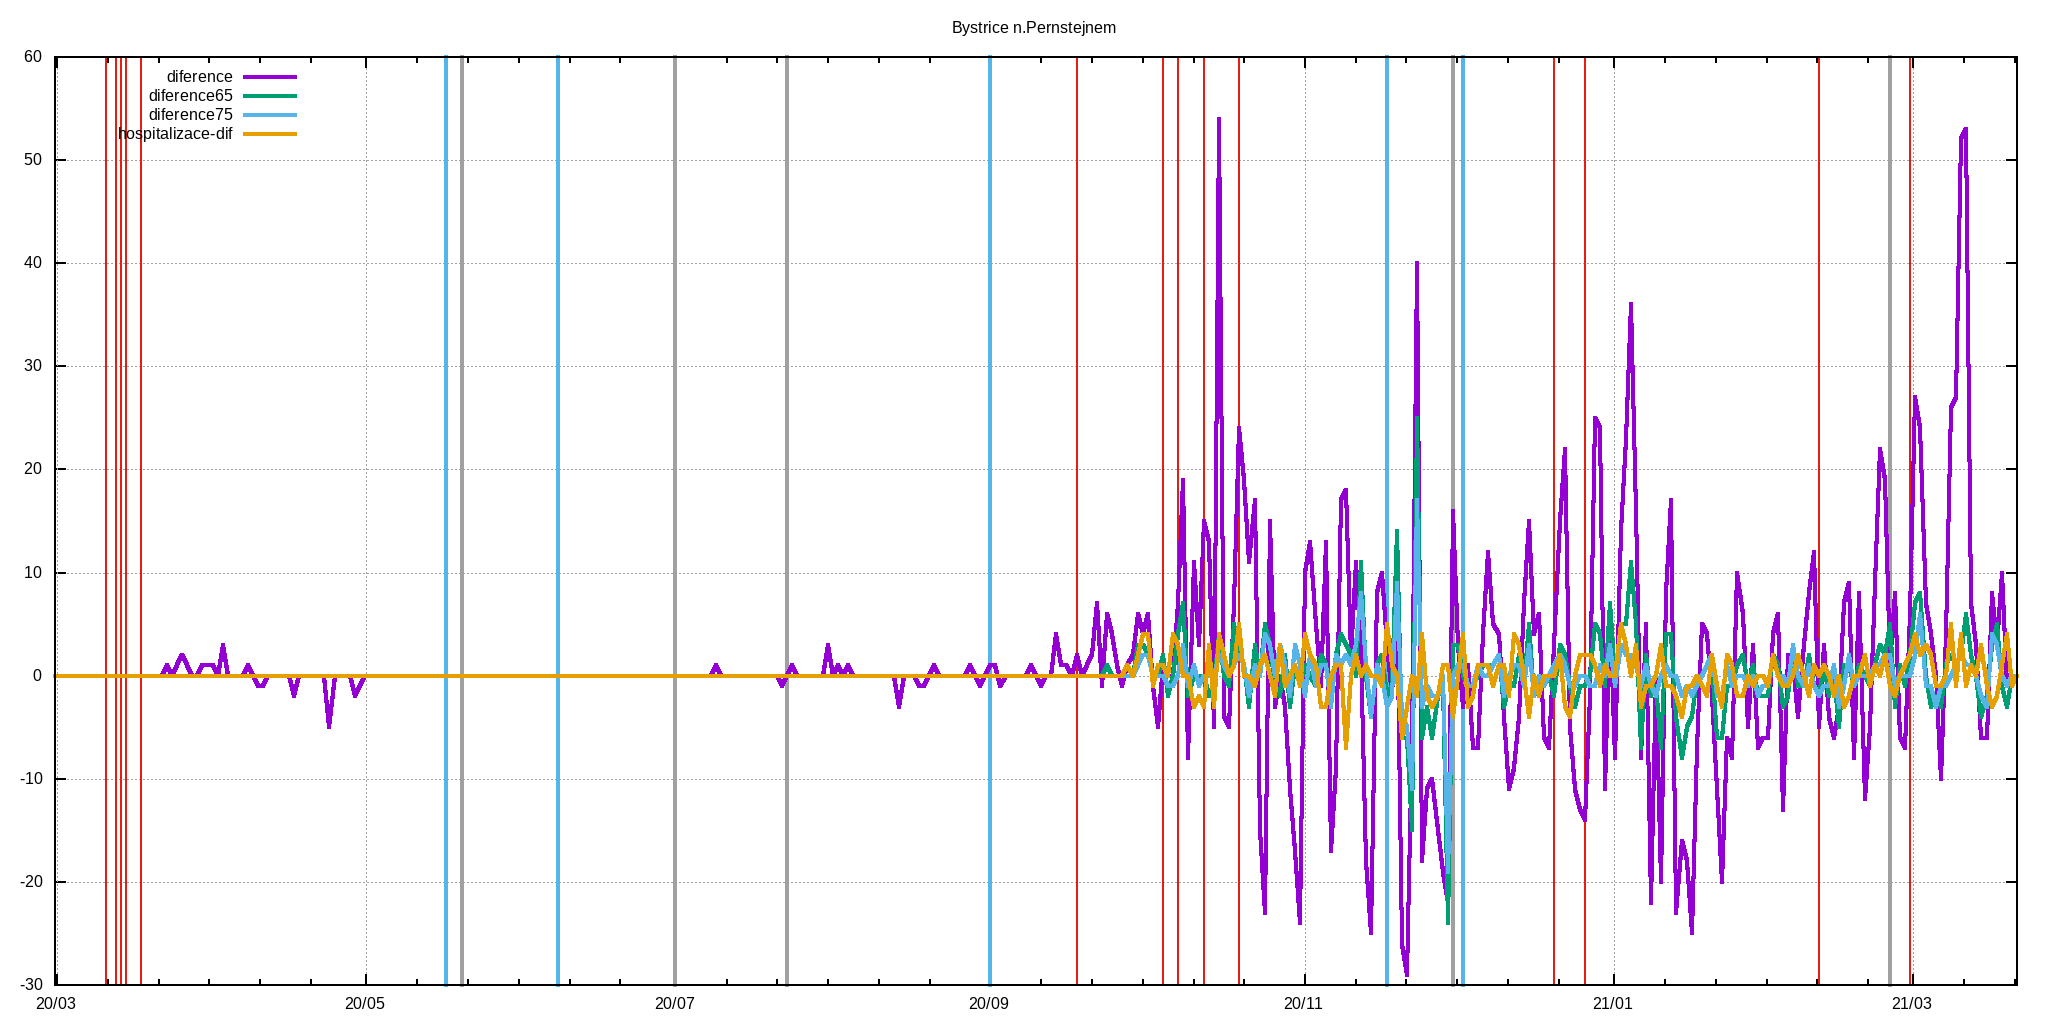 Bystrice n.Pernstejnem
60
50
40
30
20
10
0
-10
-20
-30
diference
diference65
diference75
hospitalizace-dif
20/03 20/05 20/07 20/09 20/11 21/01 21/03